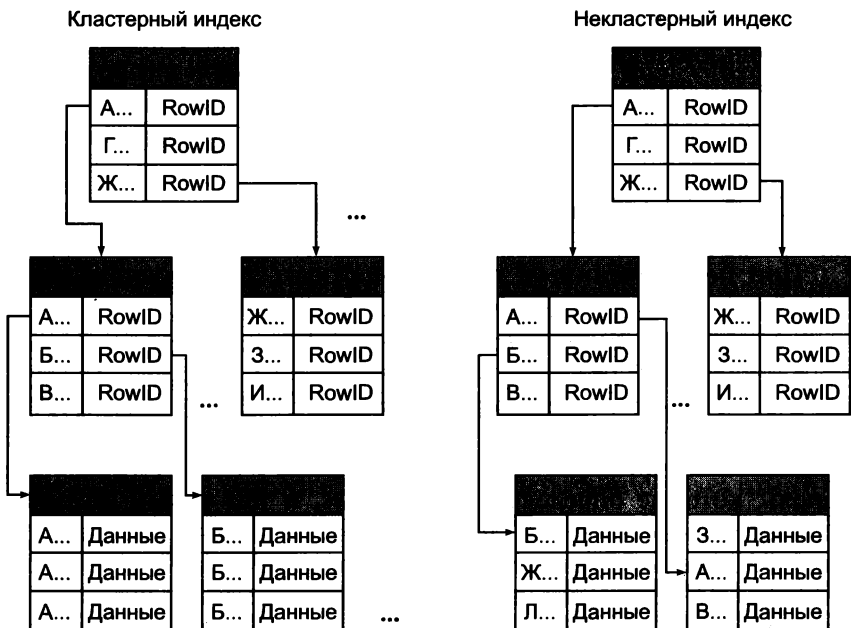 Кластерный индекс
А... RowID
Г... RowID
Ж... RowID
...
А... RowID
Б... RowID
В... RowID
...
Ж... RowID
З... RowID
И... RowID
А... Данные
А... Данные
А... Данные
Б... Данные
Б... Данные
Б... Данные
...
Некластерный индекс
А... RowID
Г... RowID
Ж... RowID
А... RowID
Б... RowID
В... RowID
...
Ж... RowID
З... RowID
И... RowID
Б... Данные
Ж... Данные
Л... Данные
З... Данные
А... Данные
В... Данные